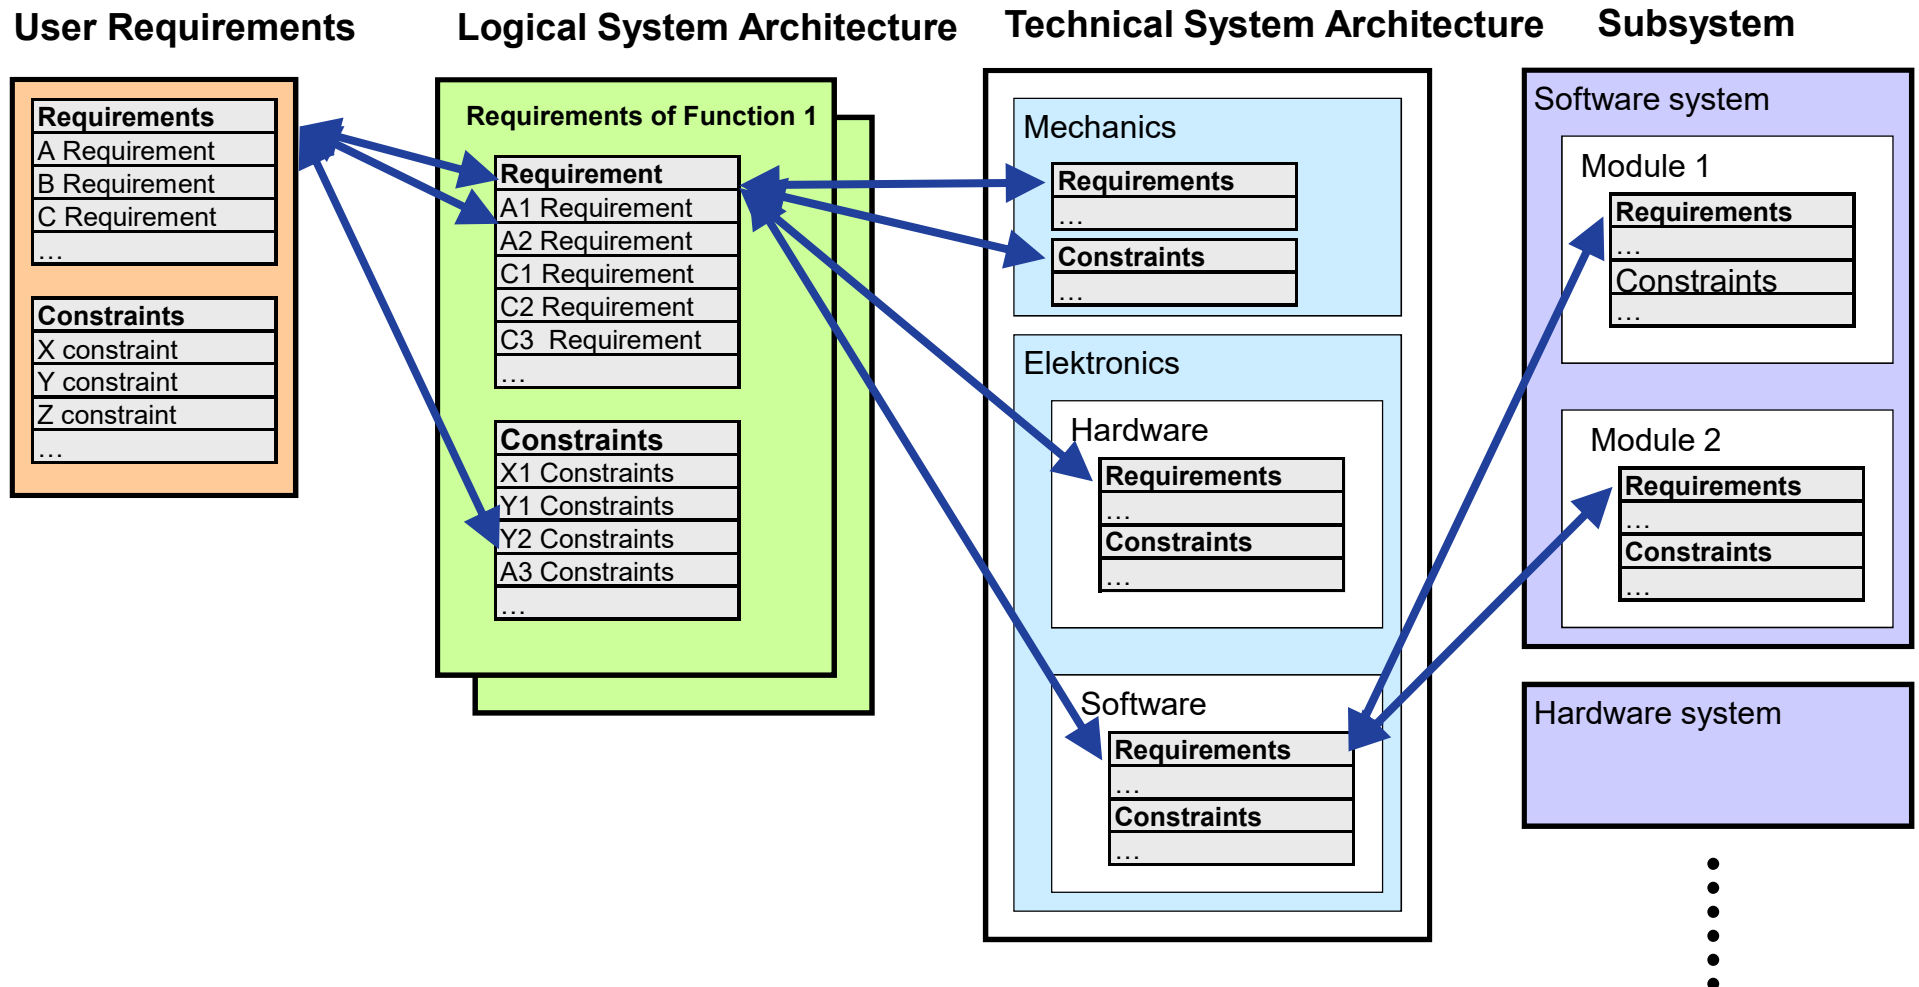 User Requirements
Requirements
A Requirement
B Requirement
C Requirement
…
Constraints
X constraint
Y constraint
Z constraint
…
Logical System Architecture
Requirements of Function 1
Requirement
A1 Requirement
A2 Requirement
C1 Requirement
C2 Requirement
C3 Requirement
…
Constraints
X1 Constraints
Y1 Constraints
Y2 Constraints
A3 Constraints
…
Technical System Architecture
Mechanics
Requirements
…
Constraints
…
Elektronics
Hardware
Requirements
…
Constraints
…
Software
Requirements
…
Constraints
…
Subsystem
Software system
Module 1
Requirements
…
Constraints
…
Module 2
Requirements
…
Constraints
…
Hardware system